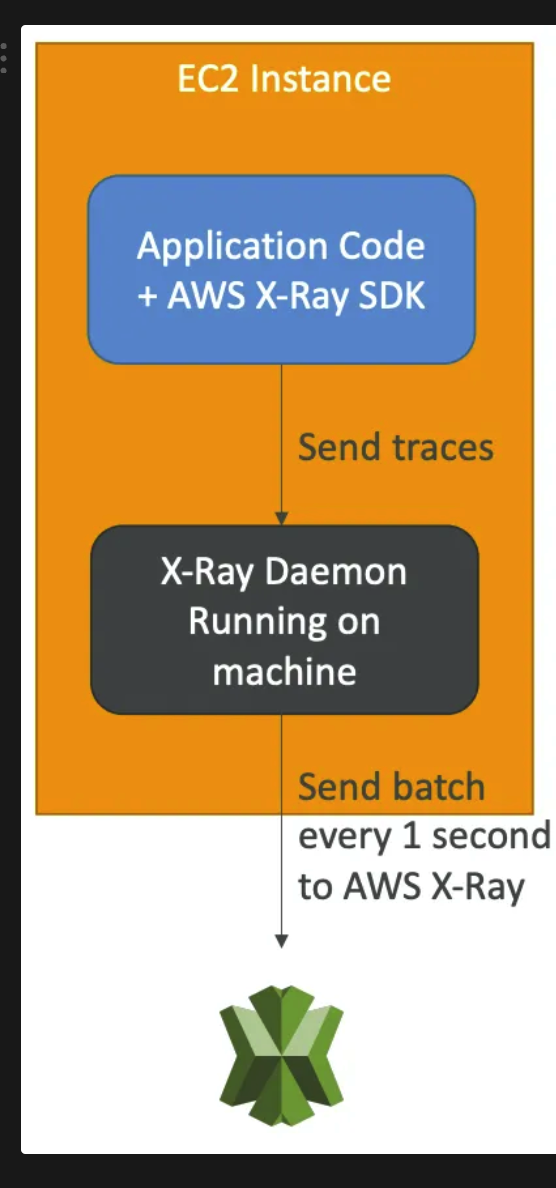 EC2 Instance
Application Code
+ AWS X-Ray SDK
Send traces
X-Ray Daemon
Running on
machine
Send batch
every 1 second
to AWS X-Ray